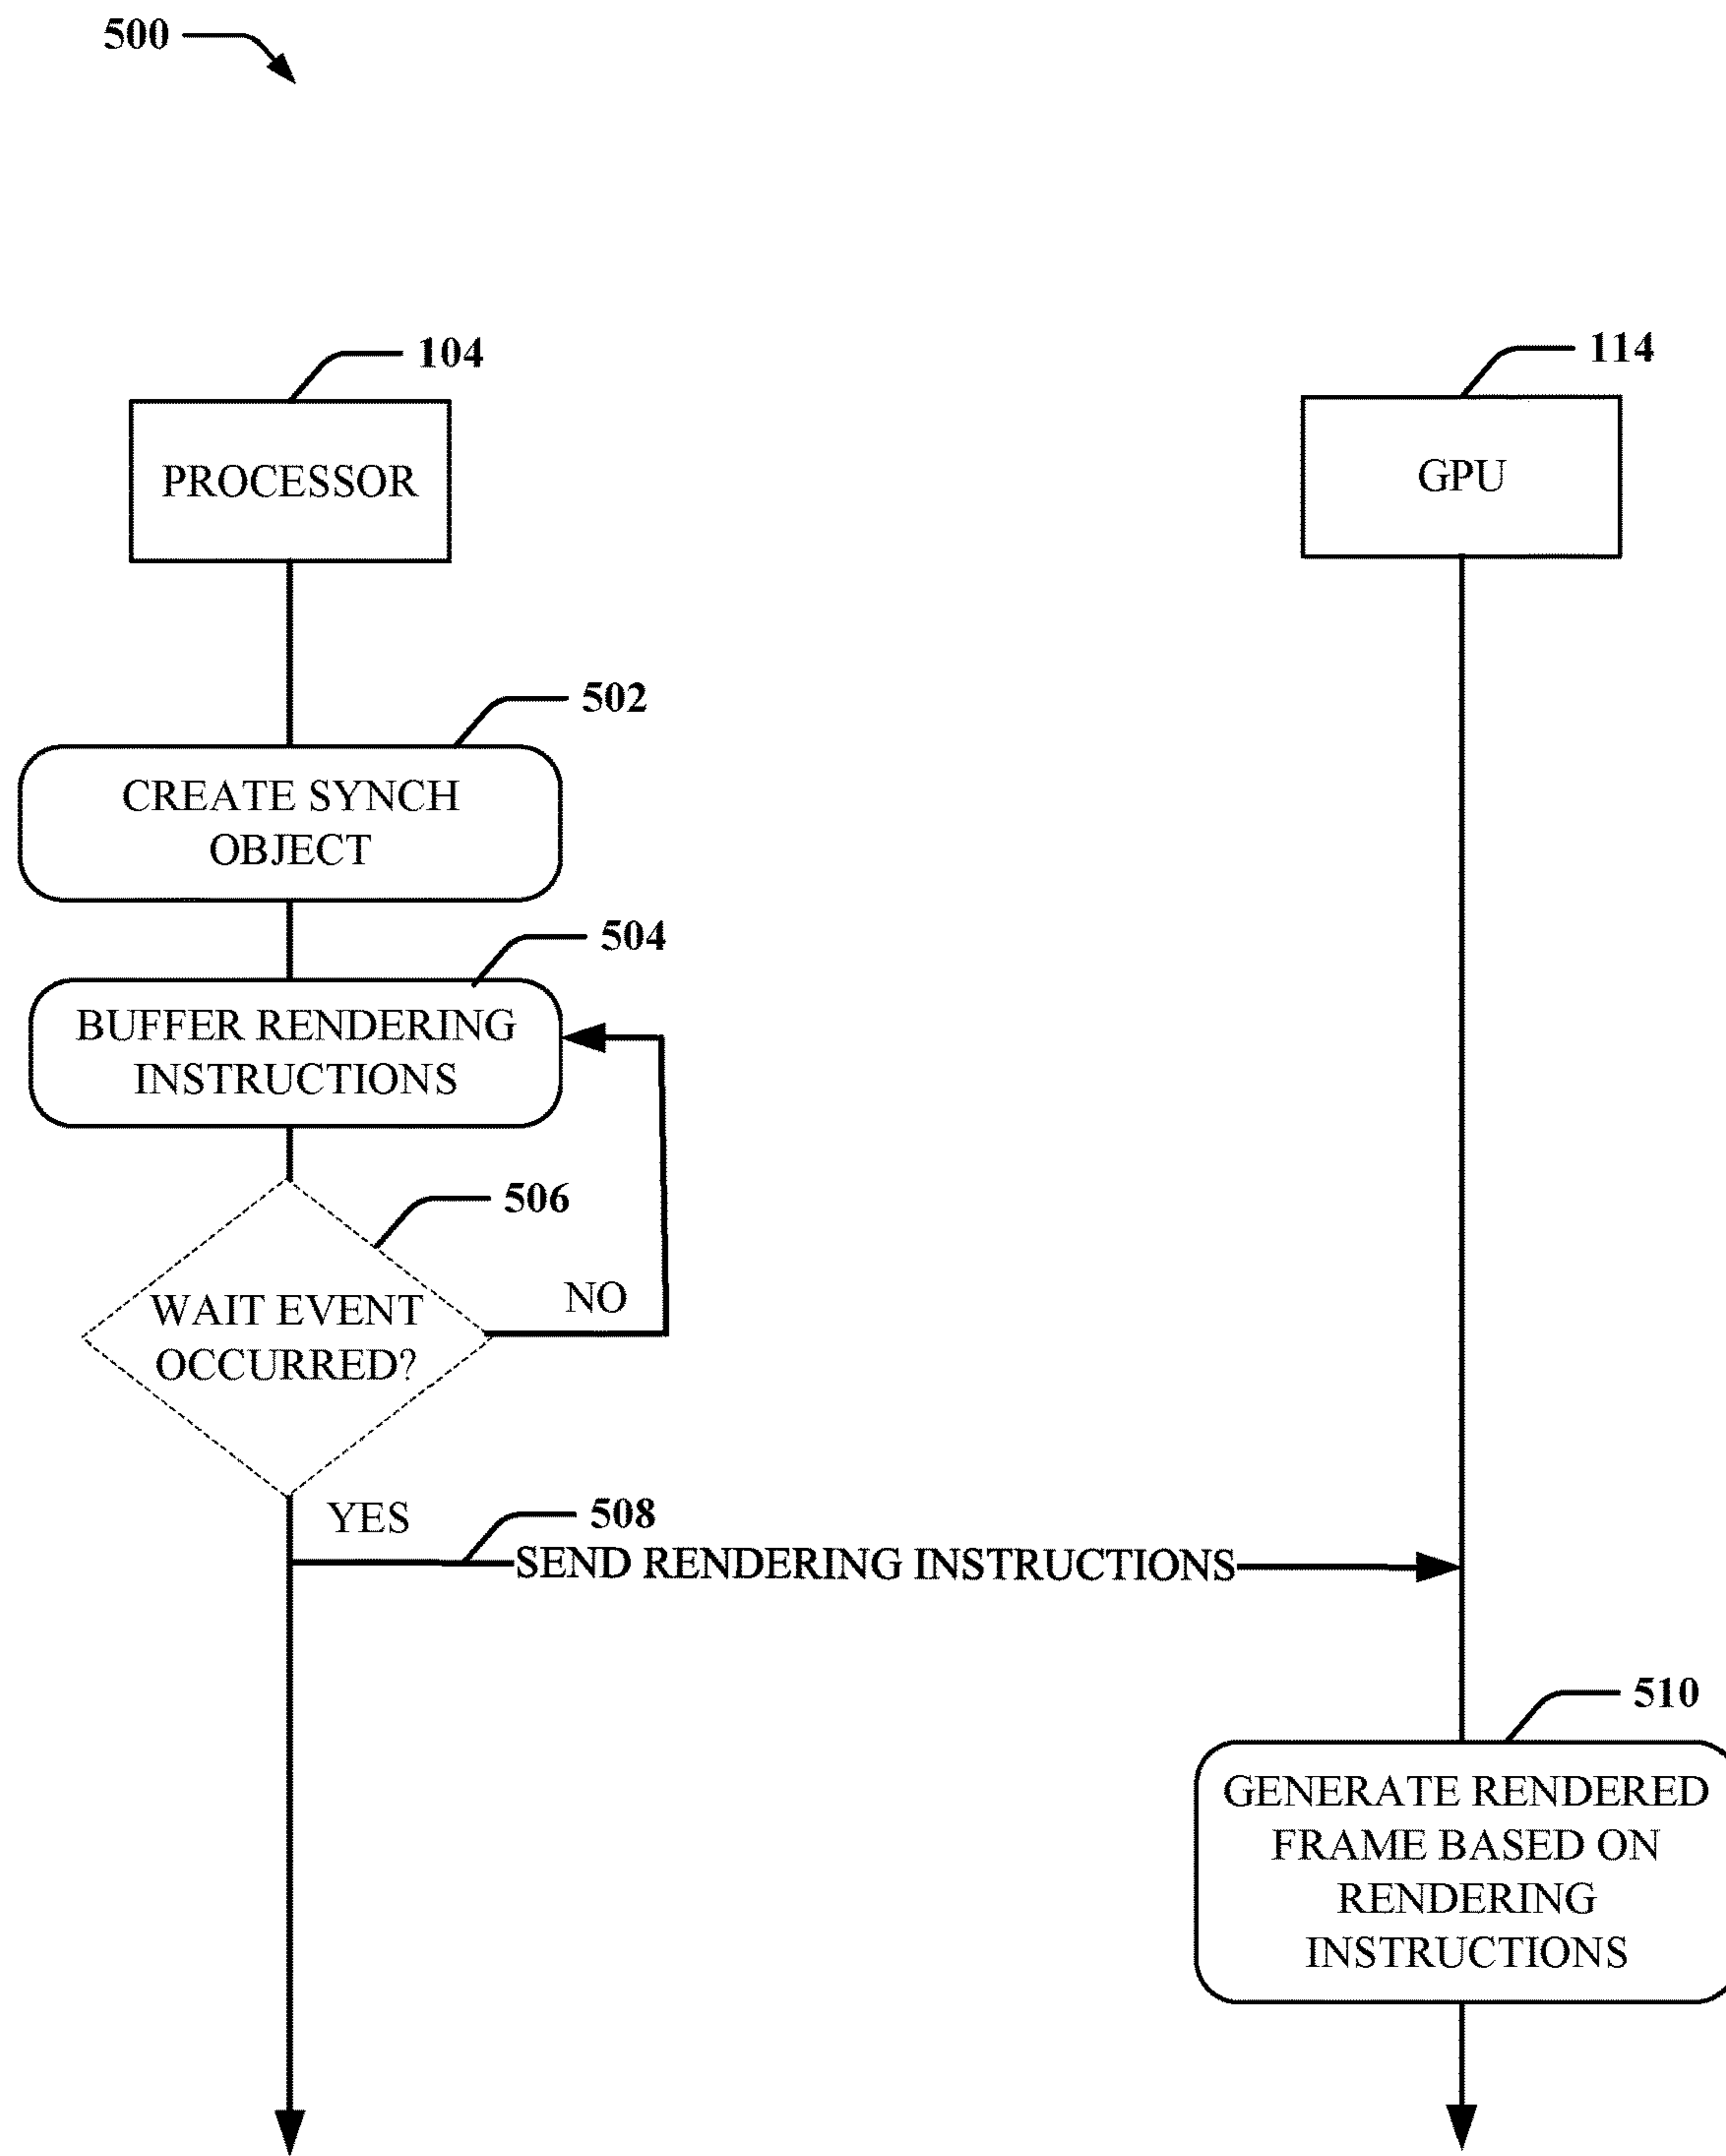 500
104
114
PROCESSOR
GPU
502
CREATE SYNCH
OBJECT
504
BUFFER RENDERING
INSTRUCTIONS
506
WAIT EVENT
OCCURRED?
NO
YES
508
SEND RENDERING INSTRUCTIONS
510
GENERATE RENDERED
FRAME BASED ON
RENDERING
INSTRUCTIONS